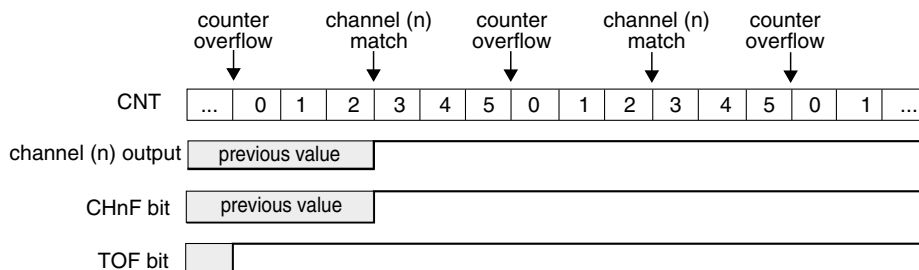 counter overflow
channel (n) match
counter overflow
channel (n) match
counter overflow
CNT ... 0 1 2 3 4 5 0 1 2 3 4 5 0 1 ...
channel (n) output previous value
CHnF bit previous value
TOF bit